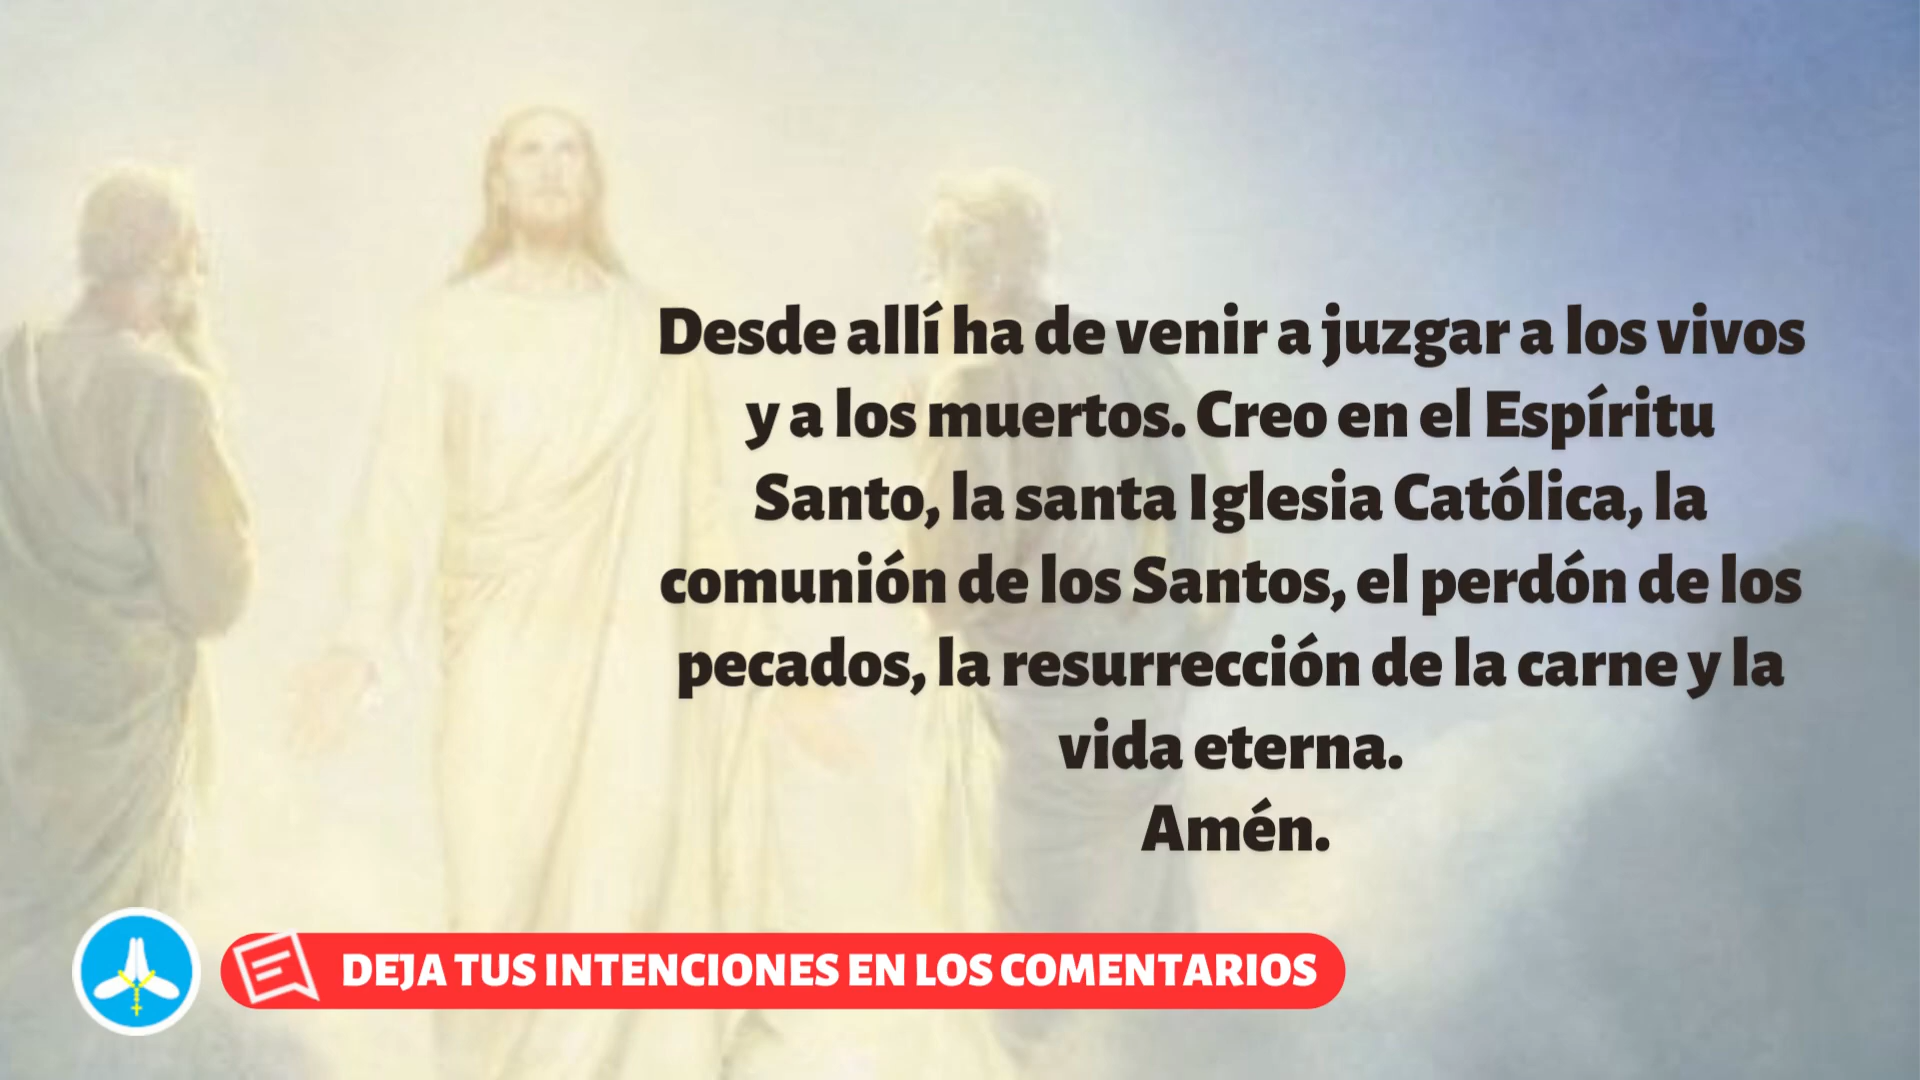 Desde allí ha de venir a juzgar a los vivos
y a los muertos. Creo en el Espíritu
Santo, la santa Iglesia Católica, la
comunión de los Santos, el perdón de los
pecados, la resurrección de la carne y la
vida eterna.
Amén.
DEJA TUS INTENCIONES EN LOS COMENTARIOS